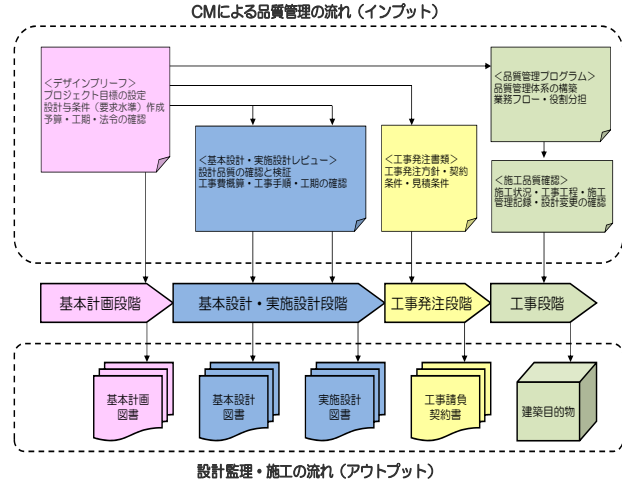 CMによる品質管理の流れ（インプット）
＜デザインブリーフ＞
プロジェクト目標の設定
設計与条件（要求水準）作成
予算・工期・法令の確認
＜品質管理プログラム＞
品質管理体系の構築
業務フロー・役割分担
＜基本設計・実施設計レビュー＞
設計品質の確認と検証
工事費概算・工事手順・工期の確認
＜工事発注書類＞
工事発注方針・契約
条件・見積条件
＜施工品質確認＞
施工状況・工事工程・施工
管理記録・設計変更の確認
基本計画段階
基本設計・実施設計段階
工事発注段階
工事段階
基本計画
図書
基本設計
図書
実施設計
図書
工事請負
契約書
建築目的物
設計監理・施工の流れ（アウトプット）